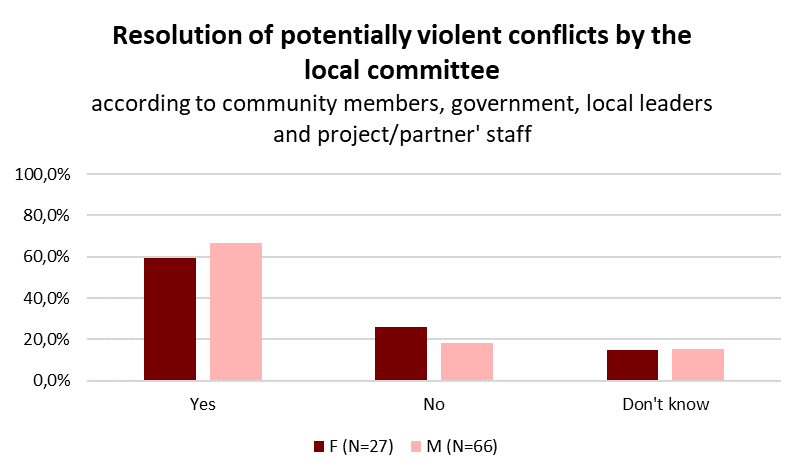 Resolution of potentially violent conflicts by the
local committee
according to community members, government, local leaders
and project/partner' staff
100,0%
80,0%
60,0%
40,0%
20,0%
0,0%
Yes No Don't know
F (N=27) M (N=66)